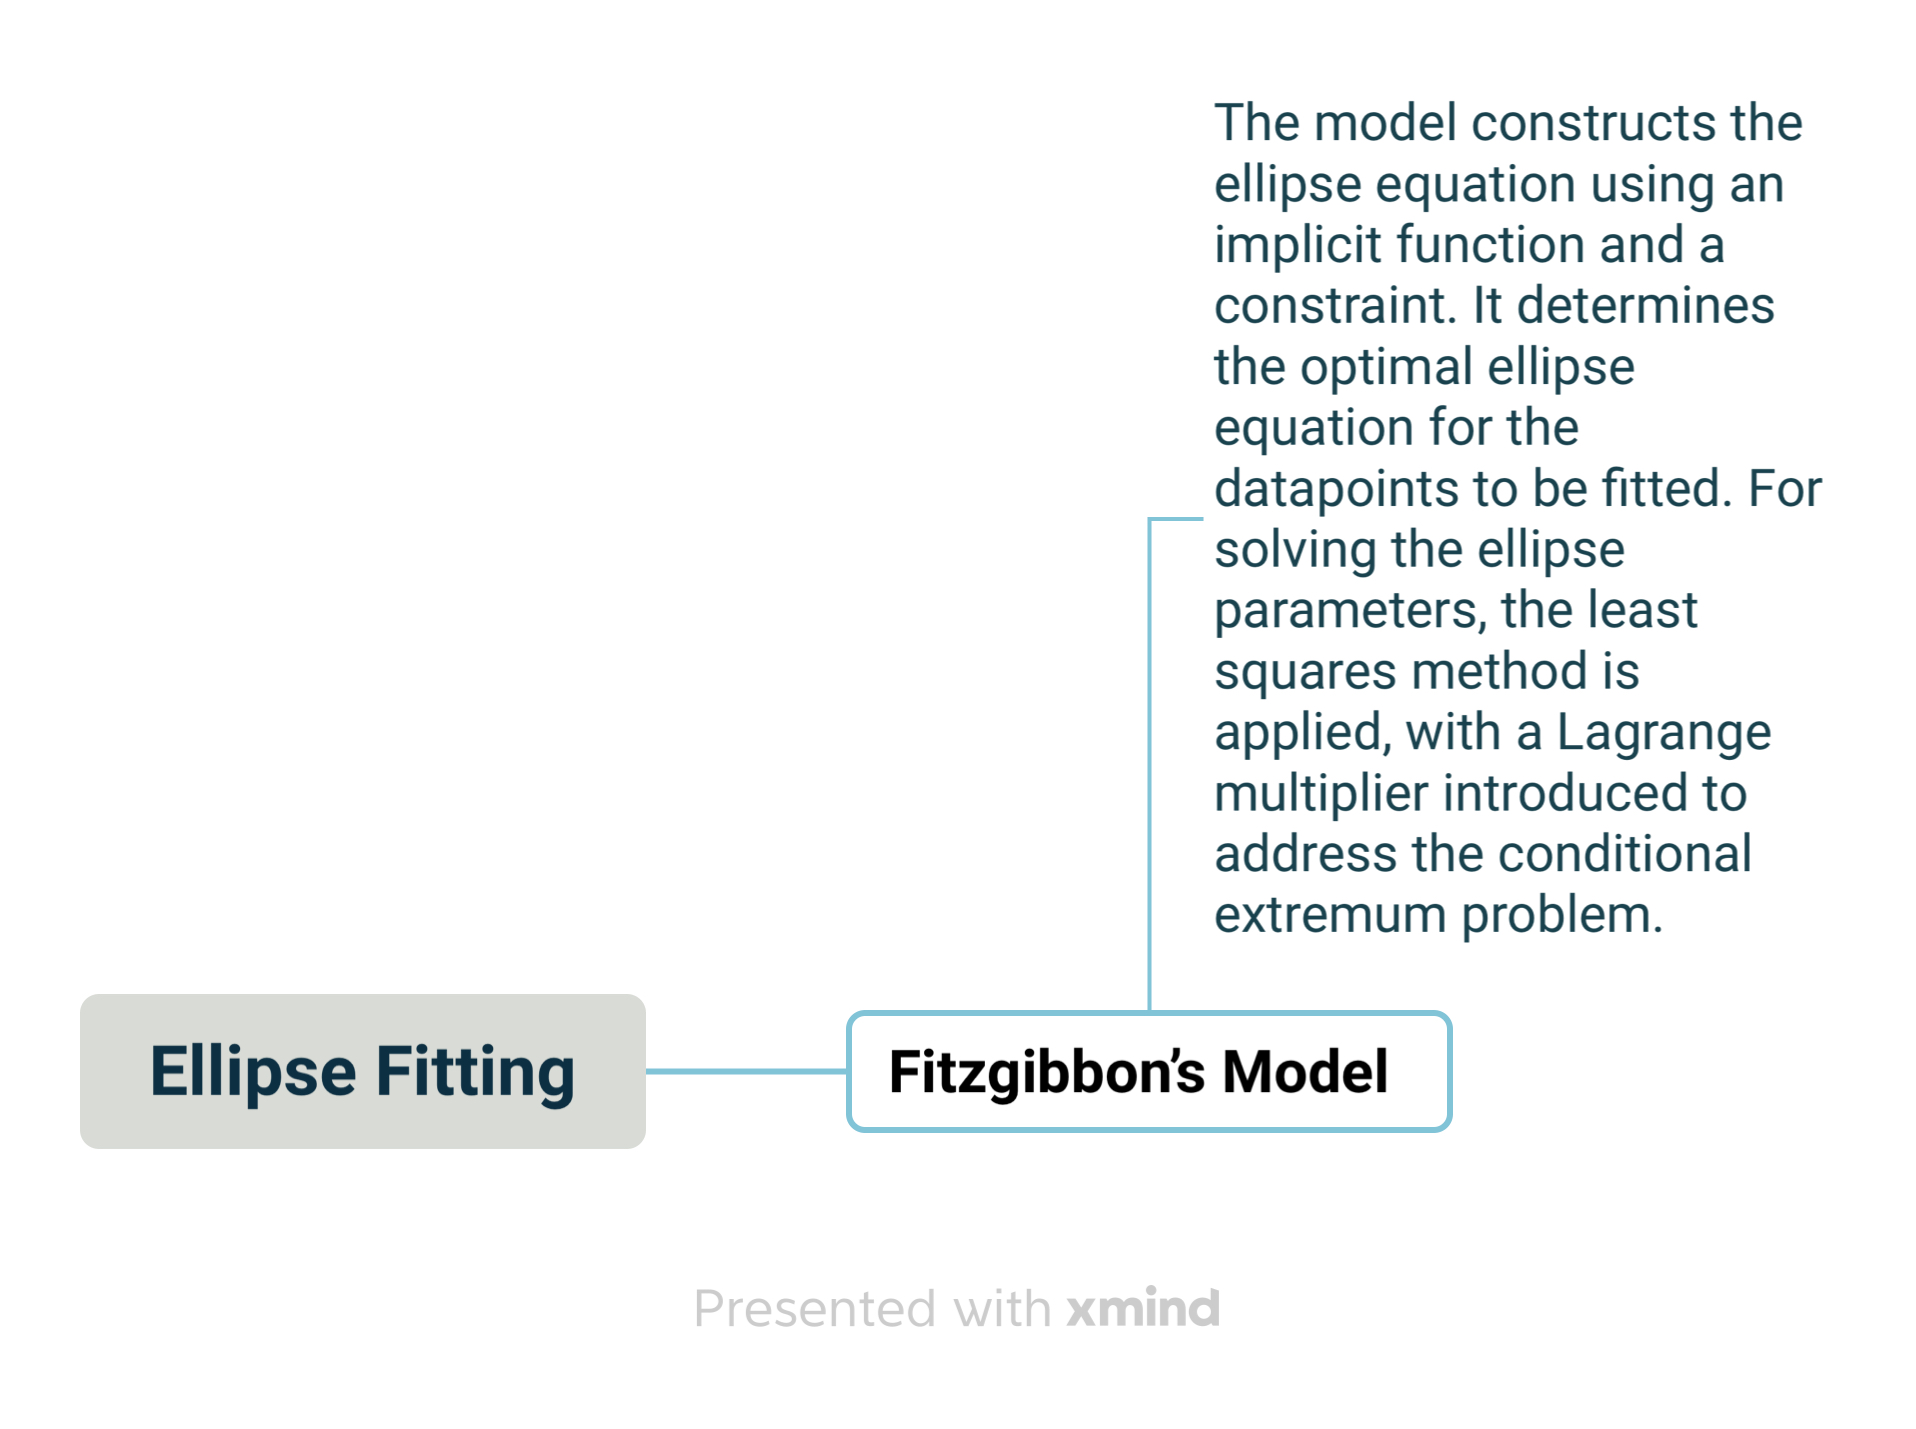 The model constructs the
ellipse equation using an
implicit function and a
constraint. It determines
the optimal ellipse
equation for the
datapoints to be fitted. For
solving the ellipse
parameters, the least
squares method is
applied, with a Lagrange
multiplier introduced to
address the conditional
extremum problem.
Ellipse Fitting
Fitzgibbon’s Model
Presented with xmind